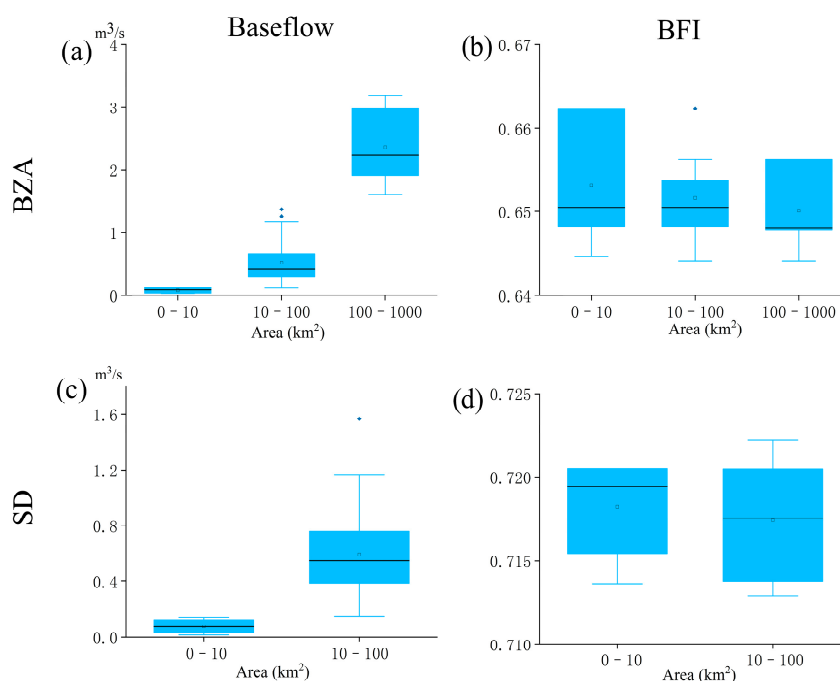 Baseflow
BFI
(a)
m³/s
4
3
2
1
0
0-10
10-100
100-1000
Area (km²)
(b)
0.67
0.66
0.65
0.64
0-10
10-100
100-1000
Area (km²)
BZA
(c)
m³/s
1.6
1.2
0.8
0.4
0.0
0-10
10-100
Area (km²)
(d)
0.725
0.720
0.715
0.710
0-10
10-100
Area (km²)
SD